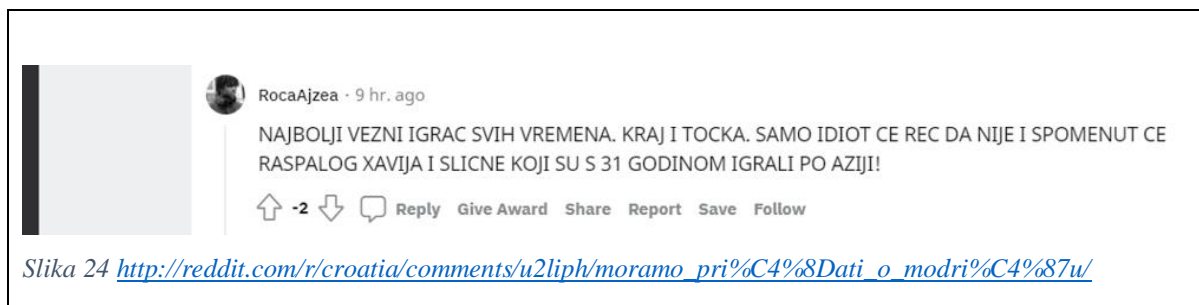 RocaAjzea · 9 hr. ago
NAJBOLJI VEZNI IGRAC SVIH VREMENA. KRAJ I TOCKA. SAMO IDIOT CE REC DA NIJE I SPOMENUT CE
RASPALOG XAVIJA I SLICNE KOJI SU S 31 GODINOM IGRALI PO AZIJI!
-2 Reply Give Award Share Report Save Follow
Slika 24 http://reddit.com/r/croatia/comments/u2liph/moramo_pri%C4%8Dati_o_modri%C4%87u/